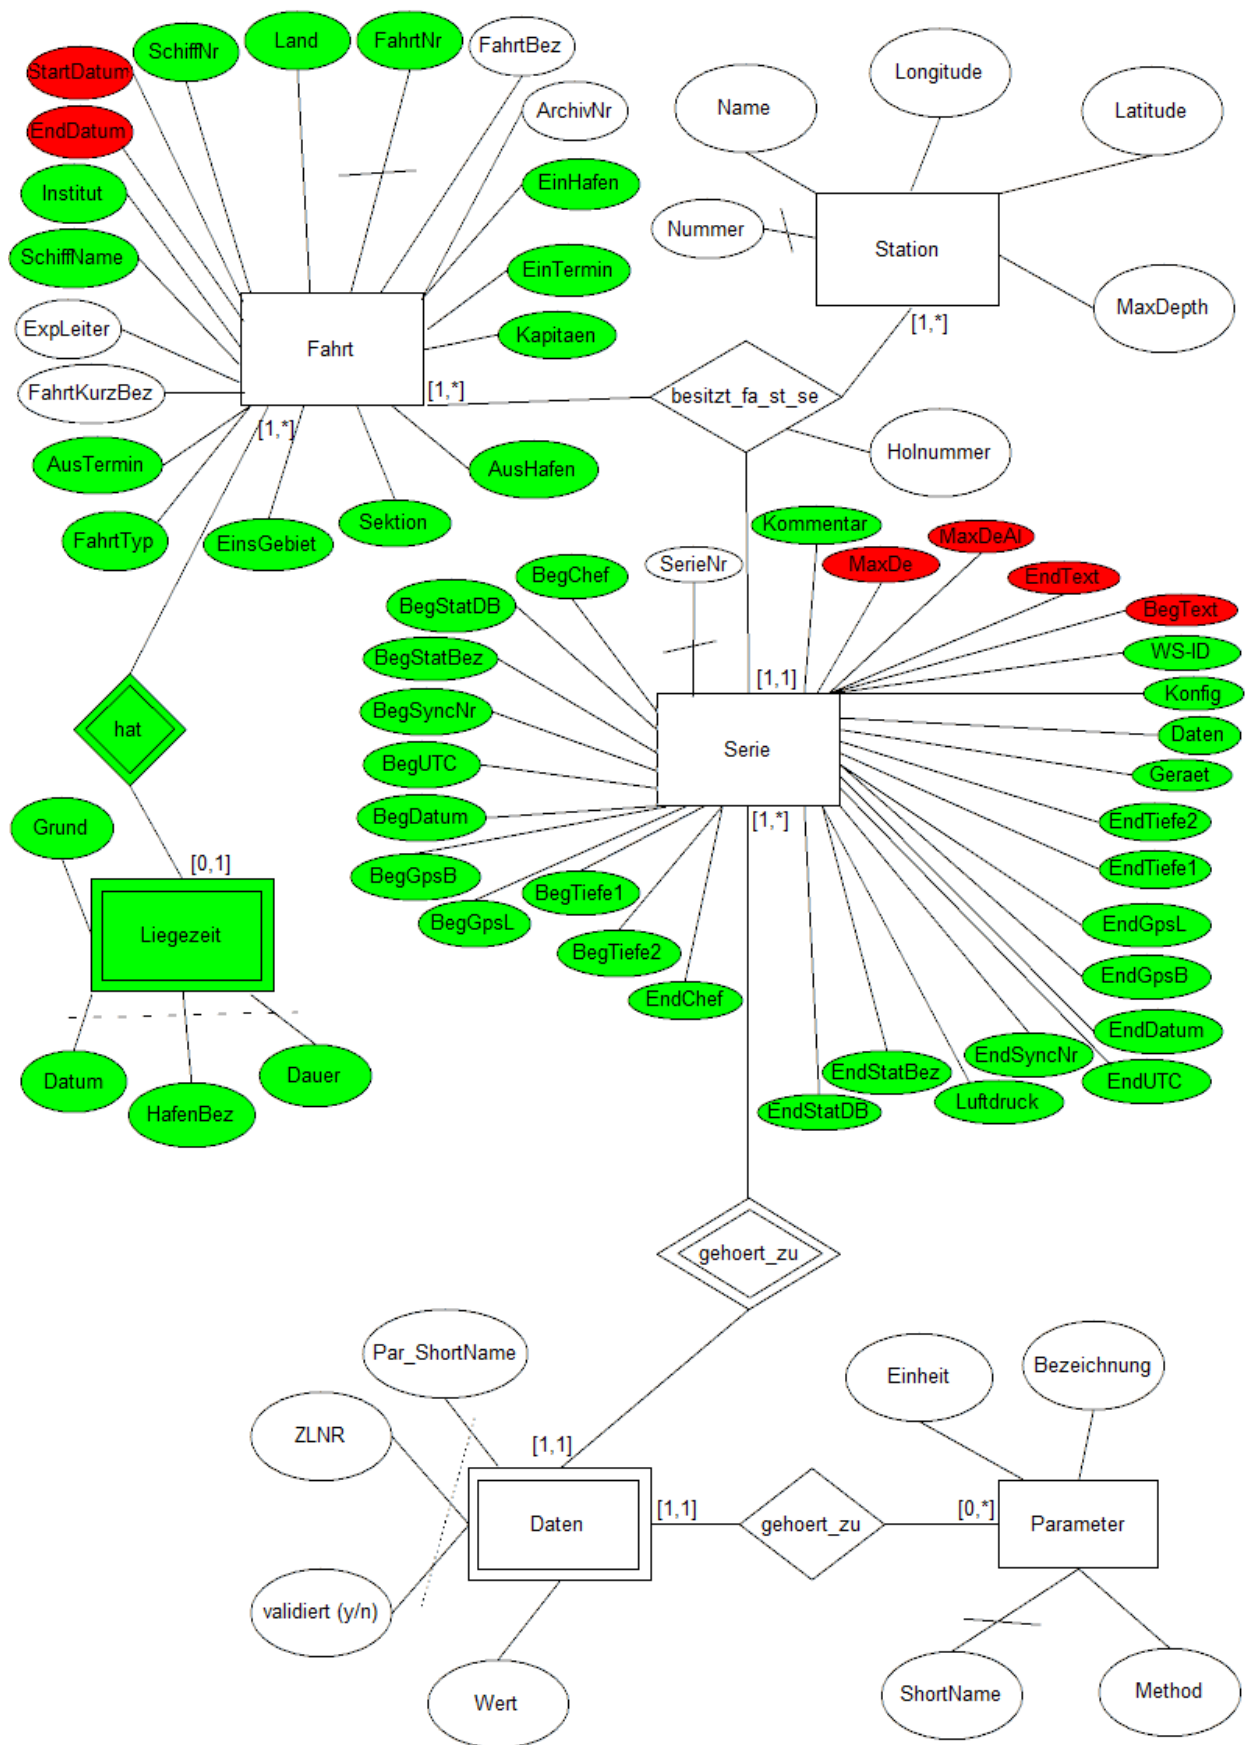 StartDatum
SchiffNr
Land
FahrtNr
FahrtBez
ArchivNr
EndDatum
Institut
SchiffName
ExpLeiter
FahrtKurzBez
AusTermin
FahrtTyp
EinsGebiet
Sektion
AusHafen
EinHafen
EinTermin
Kapitaen
Fahrt
[1,*]
[1,*]
Name
Longitude
Latitude
Nummer
Station
MaxDepth
[1,*]
besitzt_fa_st_se
Holnummer
hat
Grund
[0,1]
Liegezeit
Datum
HafenBez
Dauer
SerieNr
Kommentar
MaxDe
MaxDeAl
EndText
BegText
WS-ID
Konfig
Daten
Geraet
EndTiefe2
EndTiefe1
EndGpsL
EndGpsB
EndDatum
EndUTC
EndSyncNr
Luftdruck
EndStatBez
EndStatDB
BegChef
BegStatDB
BegStatBez
BegSyncNr
BegUTC
BegDatum
BegGpsB
BegGpsL
BegTiefe1
BegTiefe2
EndChef
[1,1]
Serie
[1,*]
gehoert_zu
Par_ShortName
ZLNR
validiert (y/n)
Wert
[1,1]
Daten
[1,1]
gehoert_zu
[0,*]
Parameter
Einheit
Bezeichnung
ShortName
Method